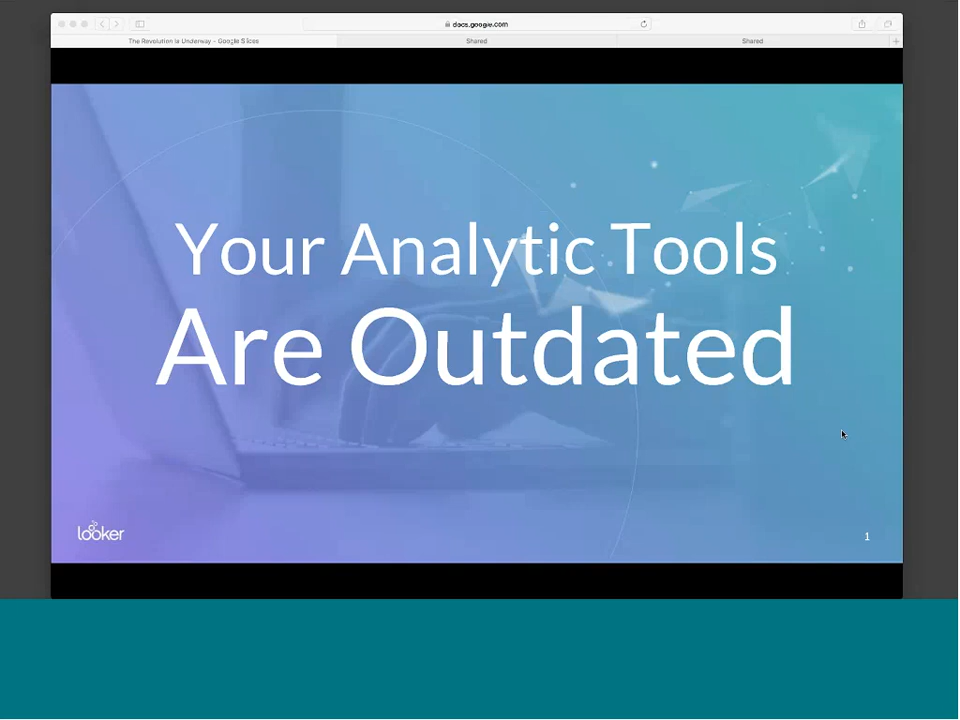 docs.google.com
The Revolution Is Underway - Google Slides
Shared
Shared
Your Analytic Tools
Are Outdated
looker
1